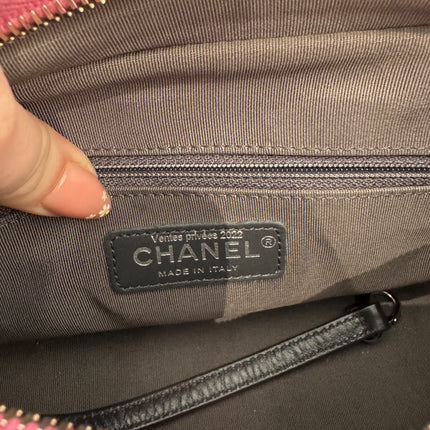 Ventes privées 2022
CHANEL®
MADE IN ITALY